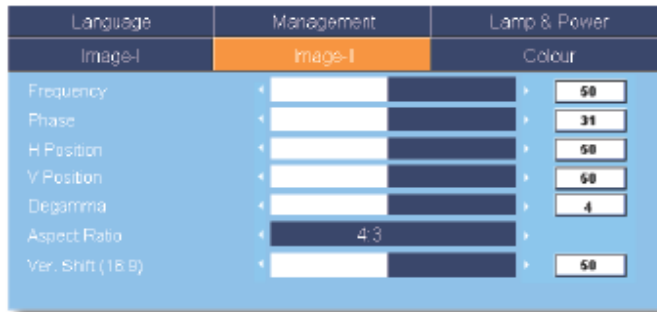 Language Management Lamp & Power
Image-I Image-II Colour
Frequency 50
Phase 31
H Position 50
V Position 50
Degamma 4
Aspect Ratio 4:3
Ver. Shift (16:9) 50